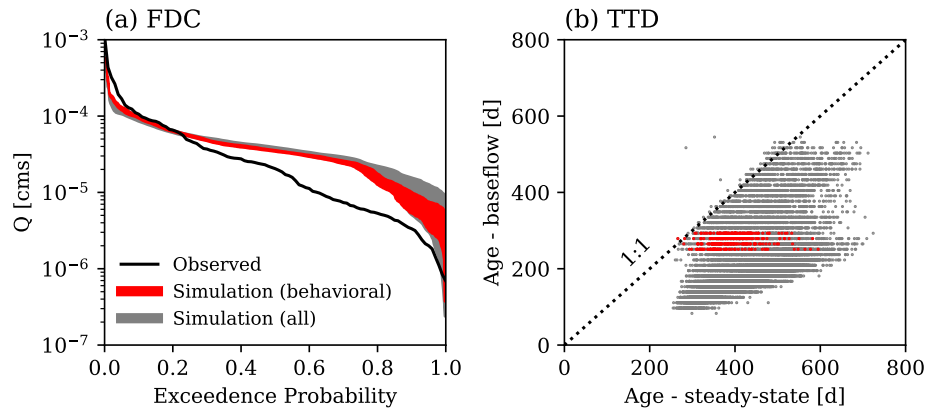 (a) FDC
10⁻³
10⁻⁴
10⁻⁵
10⁻⁶
10⁻⁷
Q [cms]
Observed
Simulation (behavioral)
Simulation (all)
0.0 0.2 0.4 0.6 0.8 1.0
Exceedence Probability
(b) TTD
800
600
400
200
0
Age - baseflow [d]
1:1
0 200 400 600 800
Age - steady-state [d]